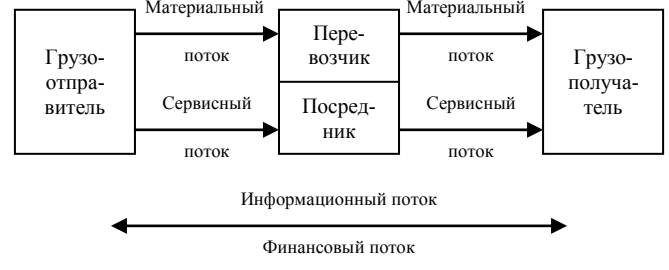 Материальный
поток
Материальный
поток
Грузо-
отпра-
витель
Пере-
возчик
Посред-
ник
Грузо-
получа-
тель
Сервисный
поток
Сервисный
поток
Информационный поток
Финансовый поток